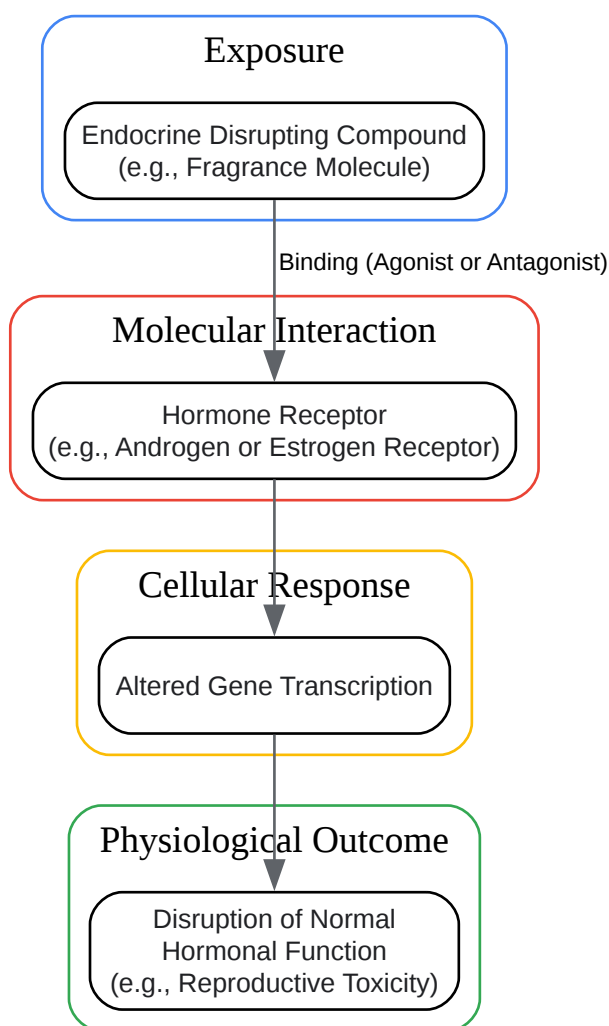 Exposure
Endocrine Disrupting Compound
(e.g., Fragrance Molecule)
Binding (Agonist or Antagonist)
Molecular Interaction
Hormone Receptor
(e.g., Androgen or Estrogen Receptor)
Cellular Response
Altered Gene Transcription
Physiological Outcome
Disruption of Normal
Hormonal Function
(e.g., Reproductive Toxicity)